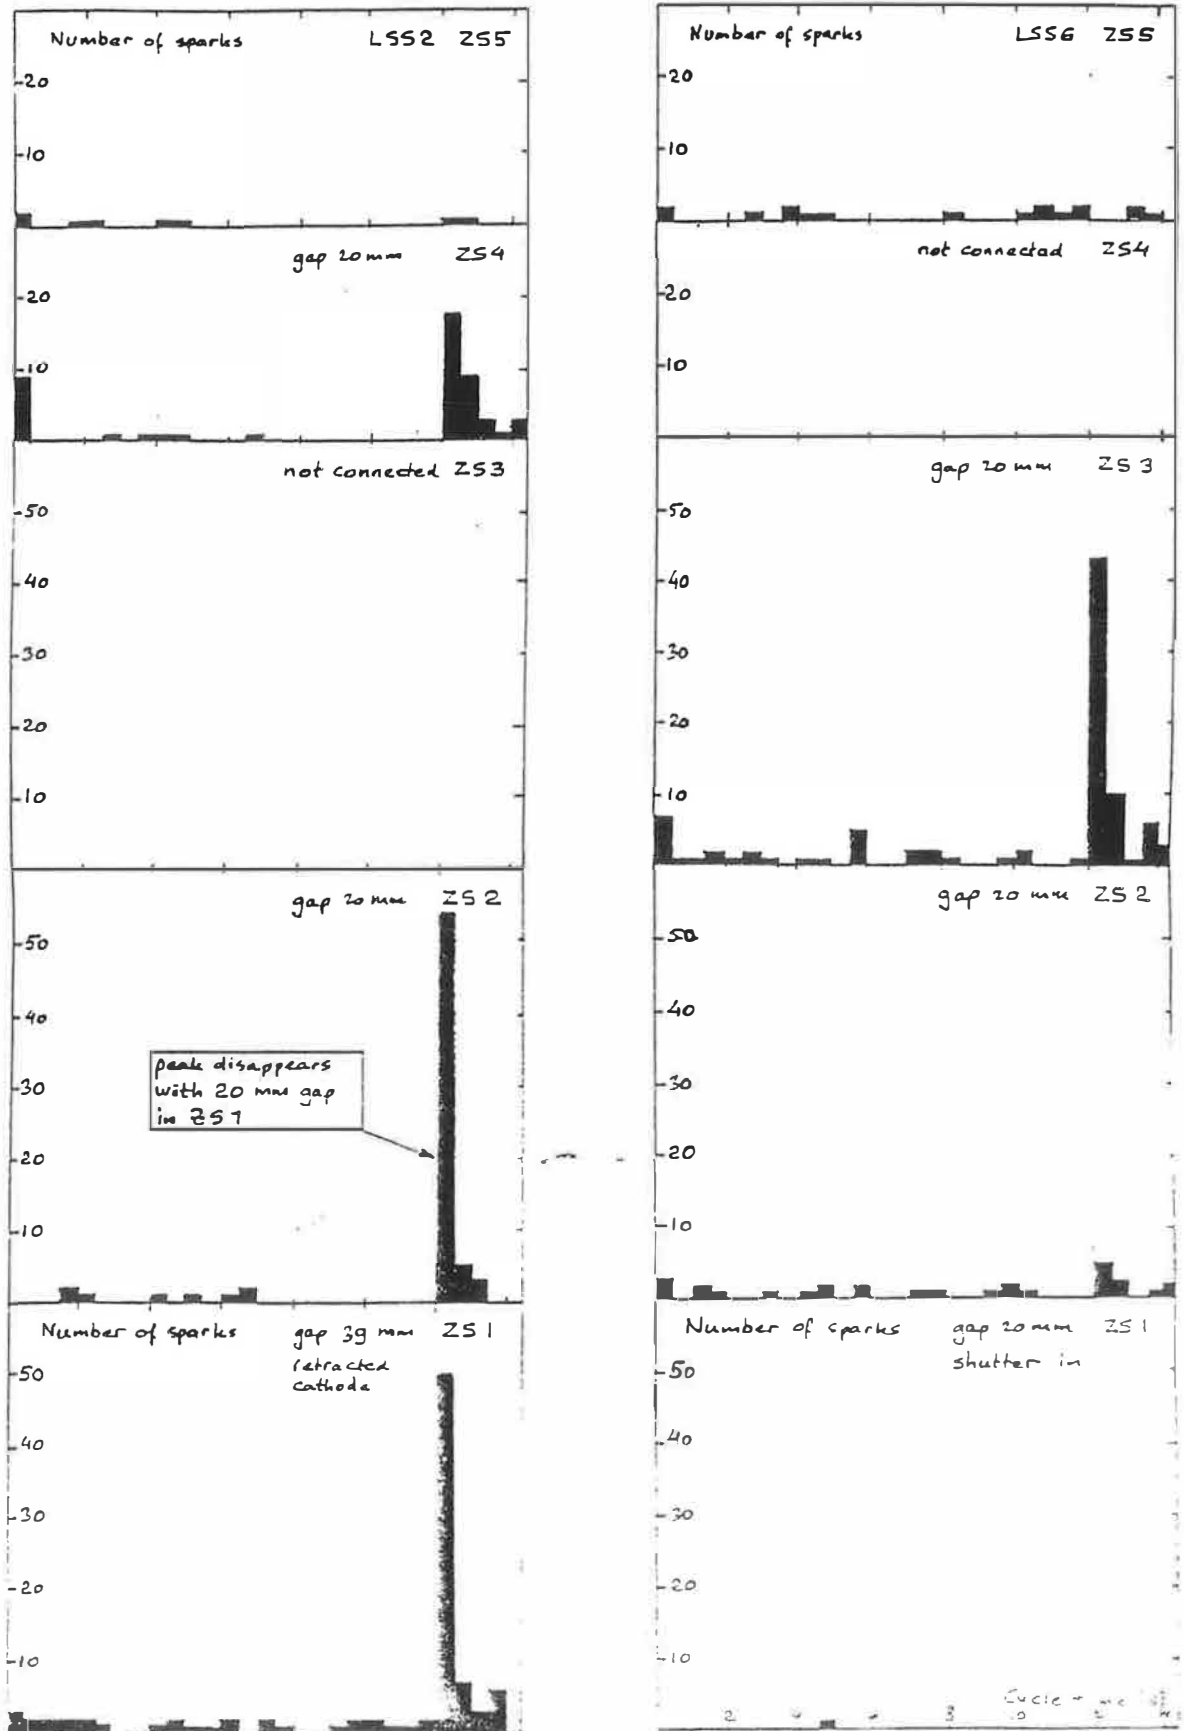 Number of sparks LSS2 ZS5
20
10
gap 20 mm ZS4
20
10
not connected ZS3
50
40
30
20
10
gap 20 mm ZS2
50
40
peak disappears
with 20 mm gap
in ZS1
30
20
10
Number of sparks gap 39 mm ZS1
retracted
cathode
50
40
30
20
10
Number of sparks LSS6 ZS5
20
10
not connected ZS4
20
10
gap 20 mm ZS3
50
40
30
20
10
gap 20 mm ZS2
50
40
30
20
10
Number of sparks gap 20 mm ZS1
shutter in
50
40
30
20
10
Cycle
2